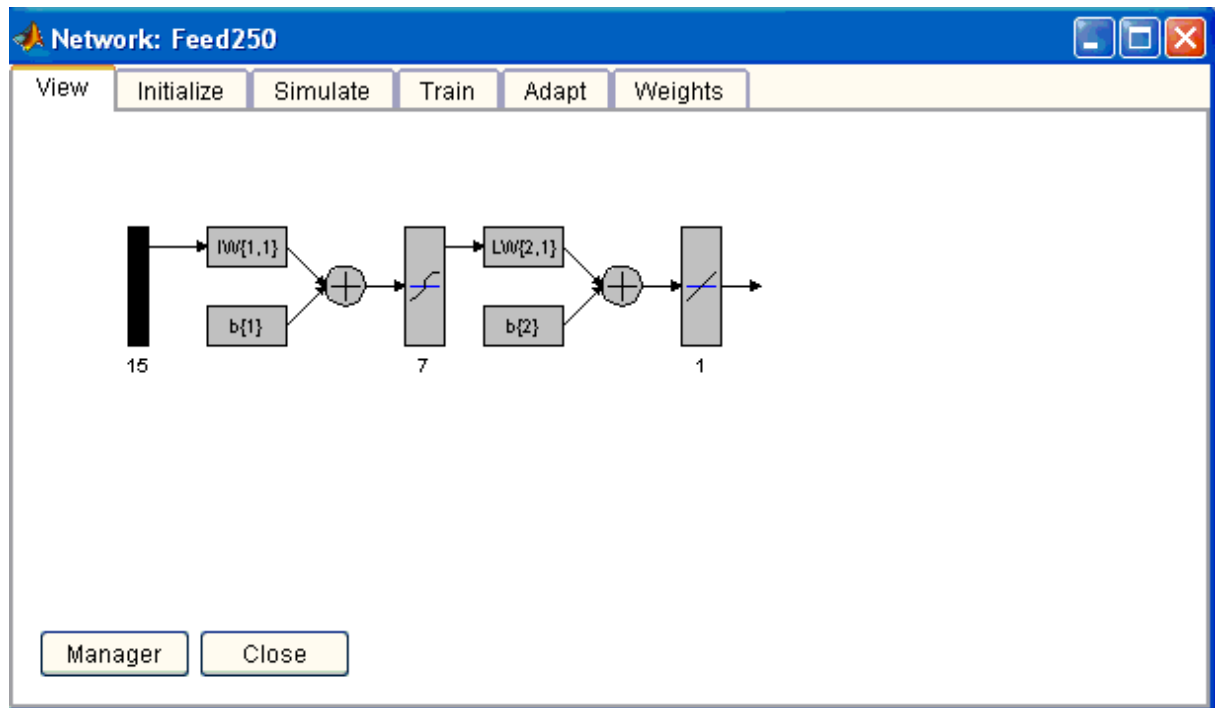 Network: Feed250
View Initialize Simulate Train Adapt Weights
IW{1,1} LW{2,1}
b{1} b{2}
15 7 1
Manager Close